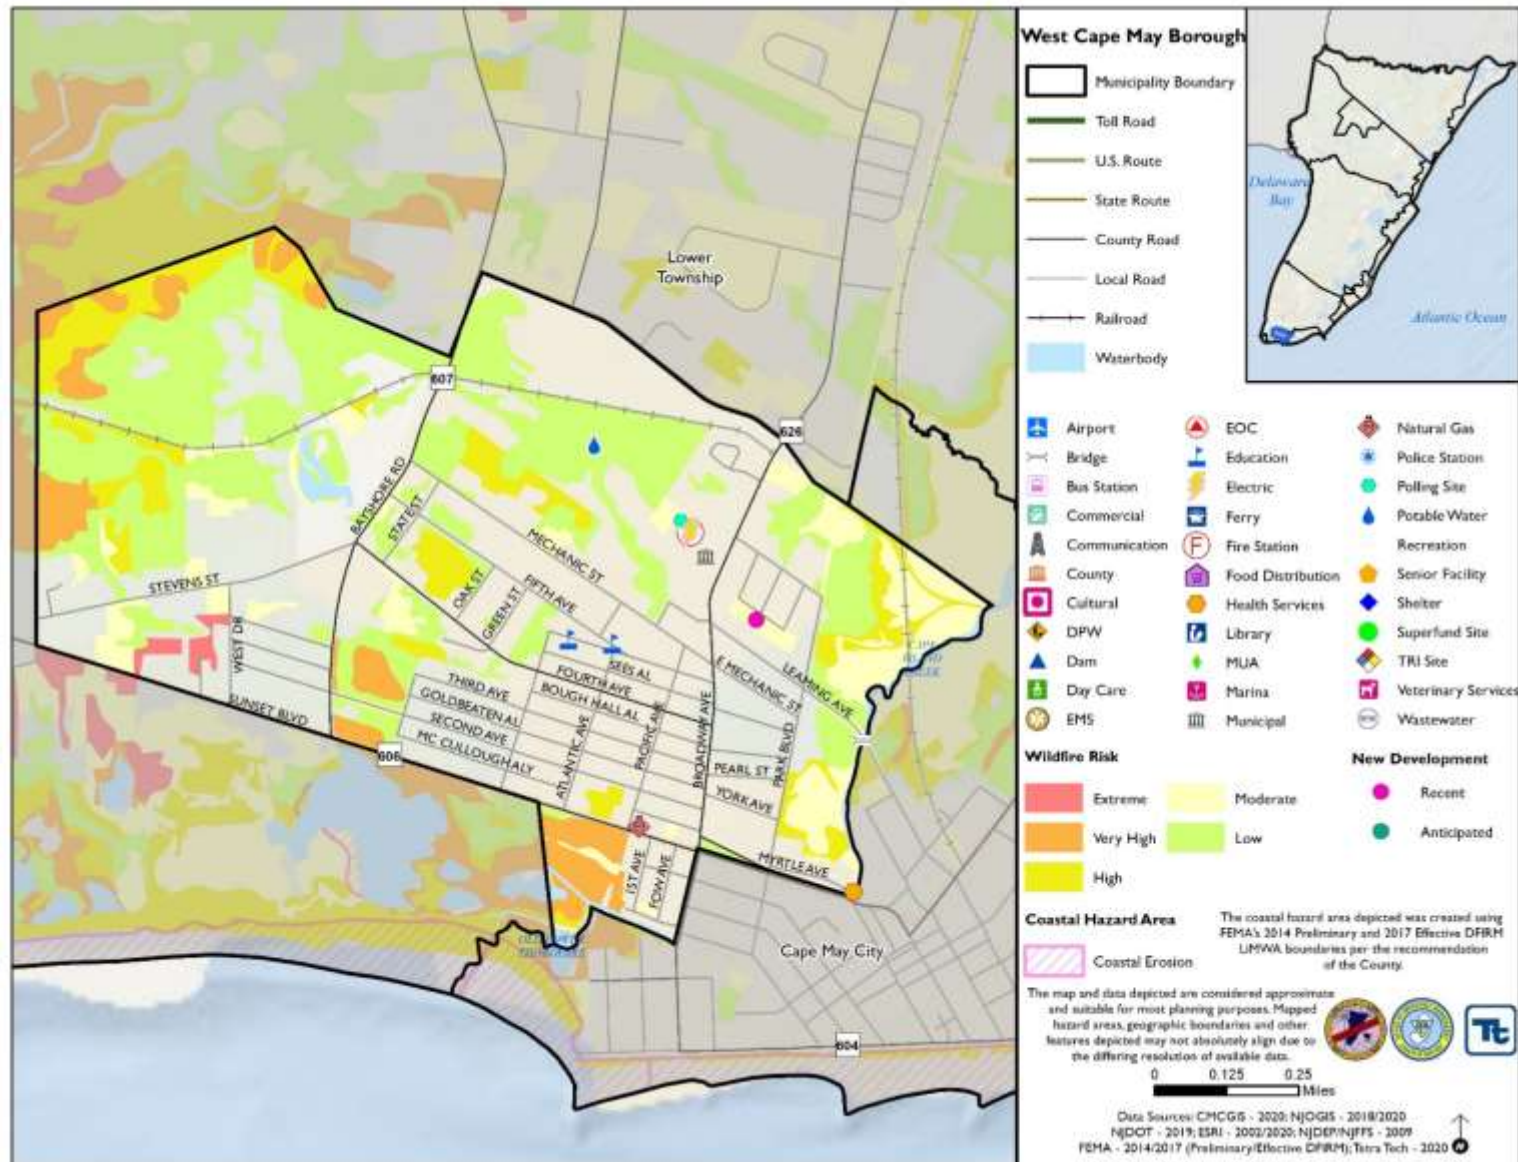 West Cape May Borough
Municipality Boundary
Toll Road
U.S. Route
State Route
County Road
Local Road
Railroad
Waterbody
Delaware
Bay
Atlantic Ocean
Airport
Bridge
Bus Station
Commercial
Communication
County
Cultural
DPW
Dam
Day Care
EMS
EOC
Education
Electric
Ferry
Fire Station
Food Distribution
Health Services
Library
MUA
Marina
Municipal
Natural Gas
Police Station
Polling Site
Potable Water
Recreation
Senior Facility
Shelter
Superfund Site
TRI Site
Veterinary Services
Wastewater
F
Wildfire Risk
Extreme
Very High
High
Moderate
Low
New Development
Recent
Anticipated
Coastal Hazard Area
Coastal Erosion
The coastal hazard area depicted was created using
FEMA's 2014 Preliminary and 2017 Effective DFIRM
LiMWA boundaries per the recommendation
of the County.
The map and data depicted are considered approximate
and suitable for most planning purposes. Mapped
hazard areas, geographic boundaries and other
features depicted may not absolutely align due to
the differing resolution of available data.
Tt
0 0.125 0.25
Miles
Data Sources: CMCGIS - 2020; NJOGIS - 2018/2020
NJDOT - 2019; ESRI - 2002/2020; NJDEP/NJFFS - 2009
FEMA - 2014/2017 (Preliminary/Effective DFIRM); Tetra Tech - 2020
Lower
Township
607
626
BAYSHORE RD
STATE ST
MECHANIC ST
STEVENS ST
OAK ST
GREEN ST
FIFTH AVE
WEST DR
SEES AL
E MECHANIC ST
LEAMING AVE
THIRD AVE
FOURTH AVE
GOLDBEATEN AL
BOUGH HALL AL
SUNSET BLVD
SECOND AVE
MC CULLOUGH ALY
ATLANTIC AVE
PACIFIC AVE
BROADWAY AVE
PARK BLVD
606
PEARL ST
YORK AVE
1ST AVE
FOW AVE
MYRTLE AVE
Cape May City
604